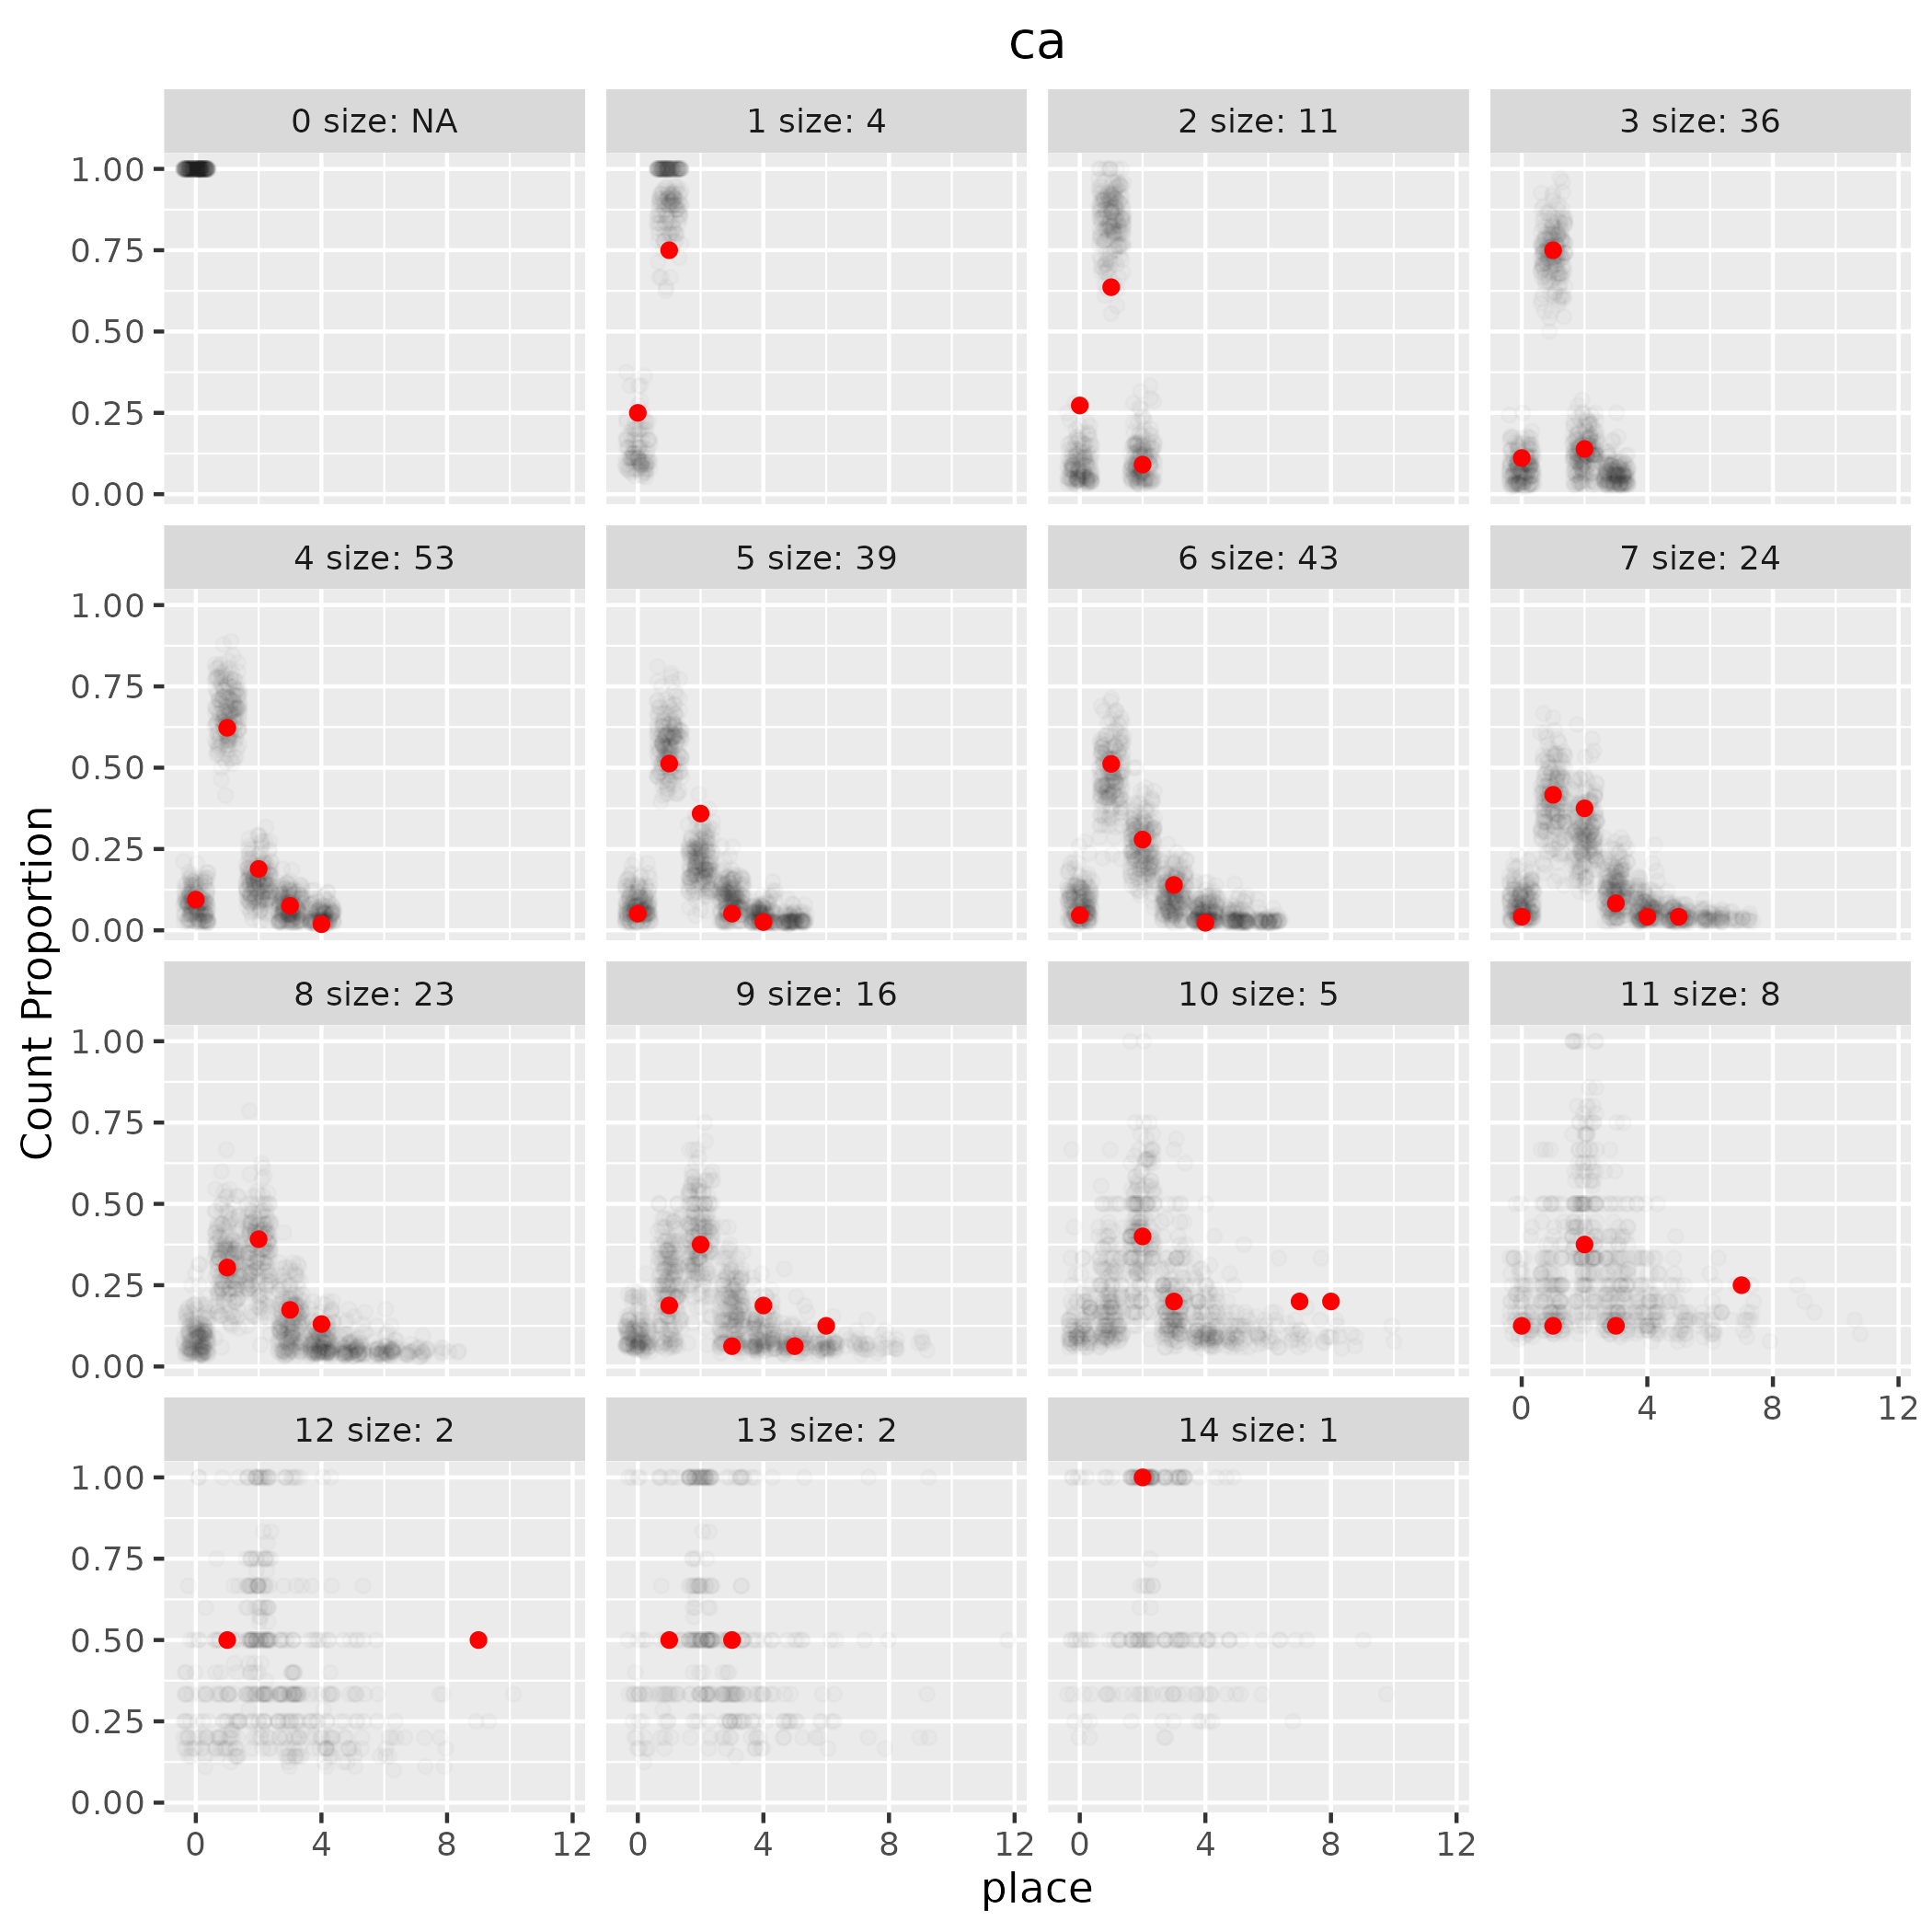 ca
0 size: NA
1 size: 4
2 size: 11
3 size: 36
1.00
0.75
0.50
0.25
0.00
4 size: 53
5 size: 39
6 size: 43
7 size: 24
1.00
0.75
0.50
0.25
0.00
Count Proportion
8 size: 23
9 size: 16
10 size: 5
11 size: 8
1.00
0.75
0.50
0.25
0.00
0 4 8 12
12 size: 2
13 size: 2
14 size: 1
1.00
0.75
0.50
0.25
0.00
0 4 8 12
0 4 8 12
0 4 8 12
place